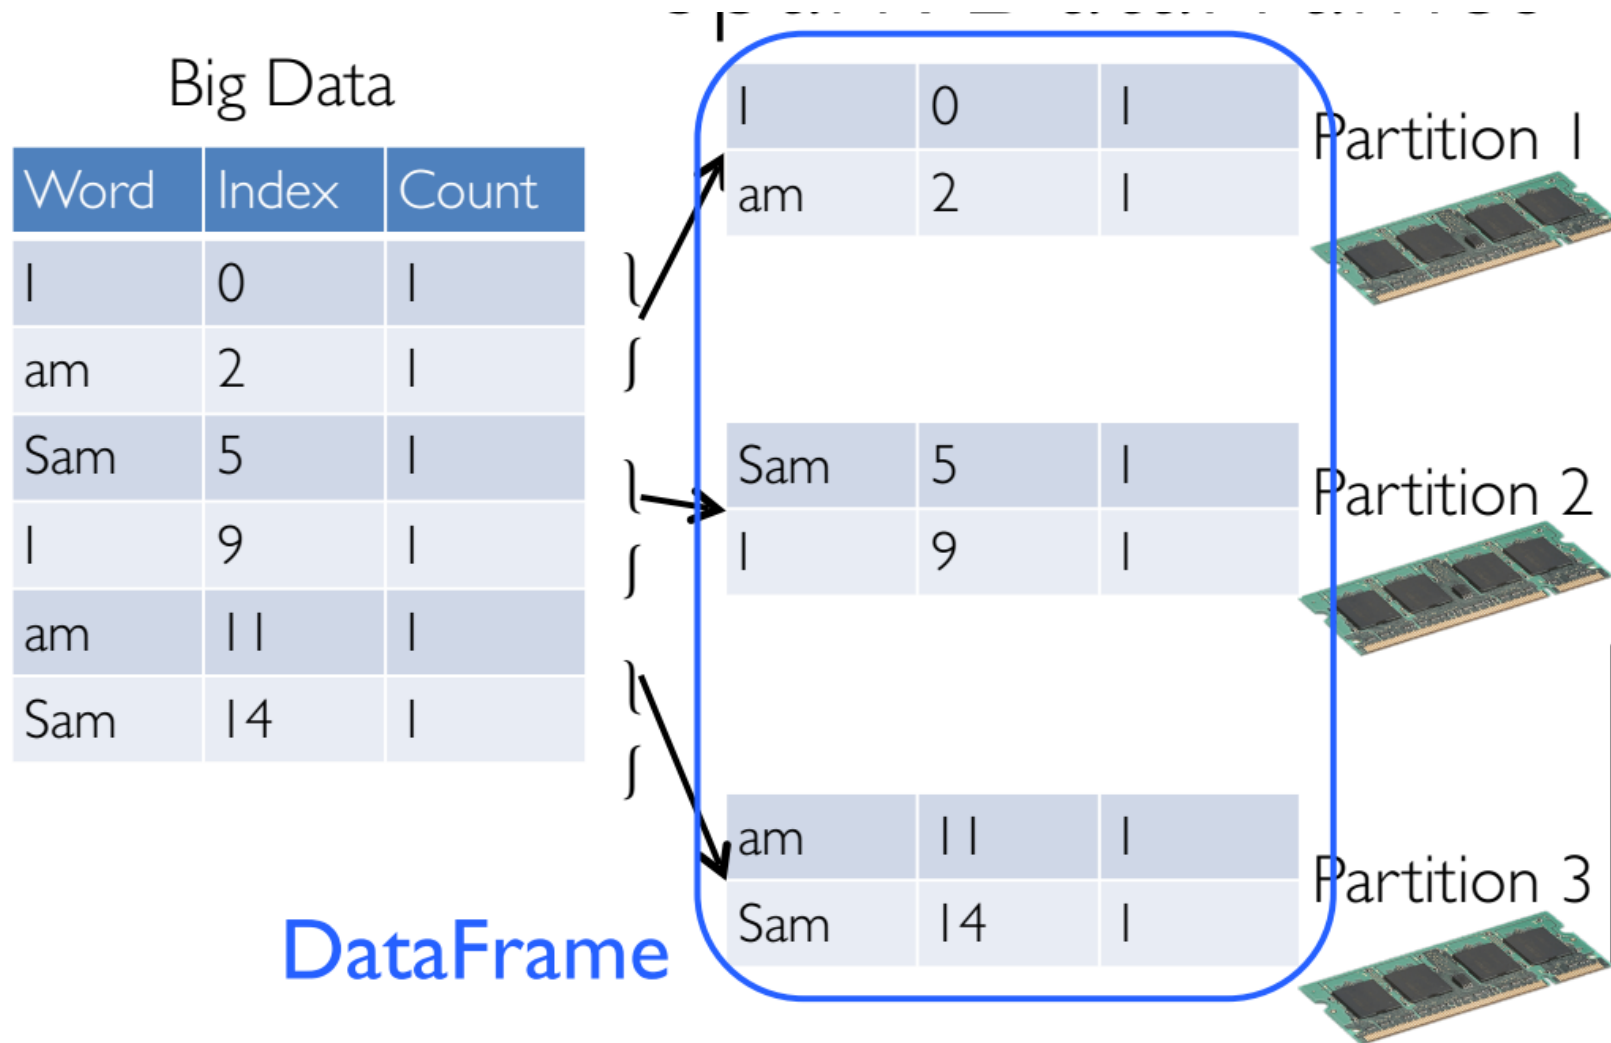 Big Data
Word Index Count
I 0 1
am 2 1
Sam 5 1
I 9 1
am 11 1
Sam 14 1
DataFrame
I 0 1
am 2 1
Partition 1
Sam 5 1
I 9 1
Partition 2
am 11 1
Sam 14 1
Partition 3